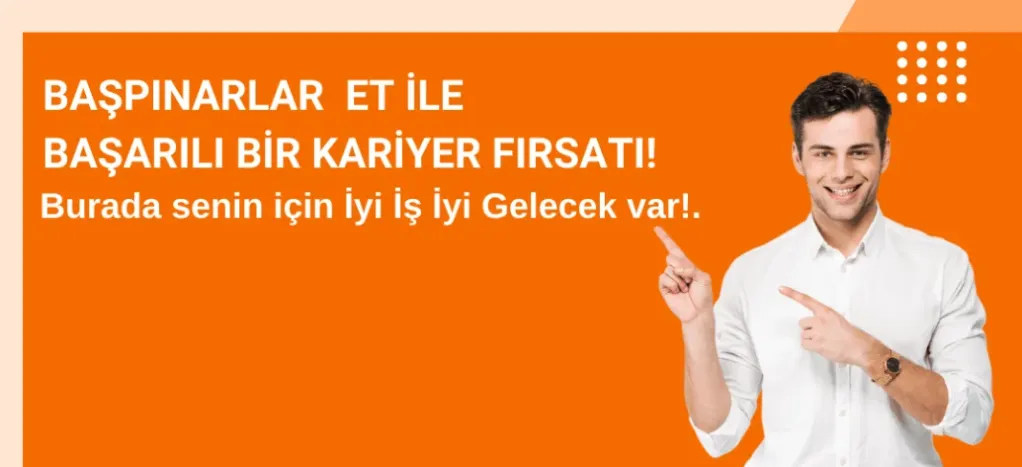 BAŞPINARLAR ET İLE
BAŞARILI BİR KARİYER FIRSATI!
Burada senin için İyi İş İyi Gelecek var!.